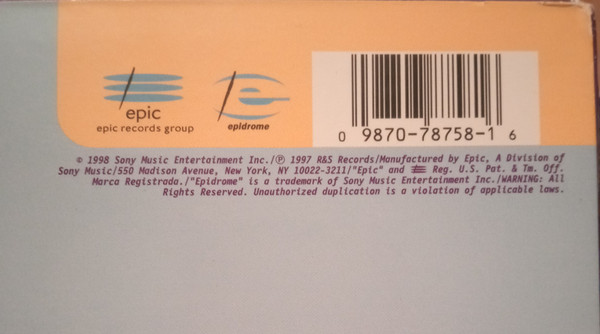 epic
epic records group
epidrome
0 9870-78758-1 6
© 1998 Sony Music Entertainment Inc./℗ 1997 R&S Records/Manufactured by Epic, A Division of
Sony Music/550 Madison Avenue, New York, NY 10022-3211/"Epic" and Reg. U.S. Pat. & Tm. Off.
Marca Registrada./"Epidrome" is a trademark of Sony Music Entertainment Inc./WARNING: All
Rights Reserved. Unauthorized duplication is a violation of applicable laws.